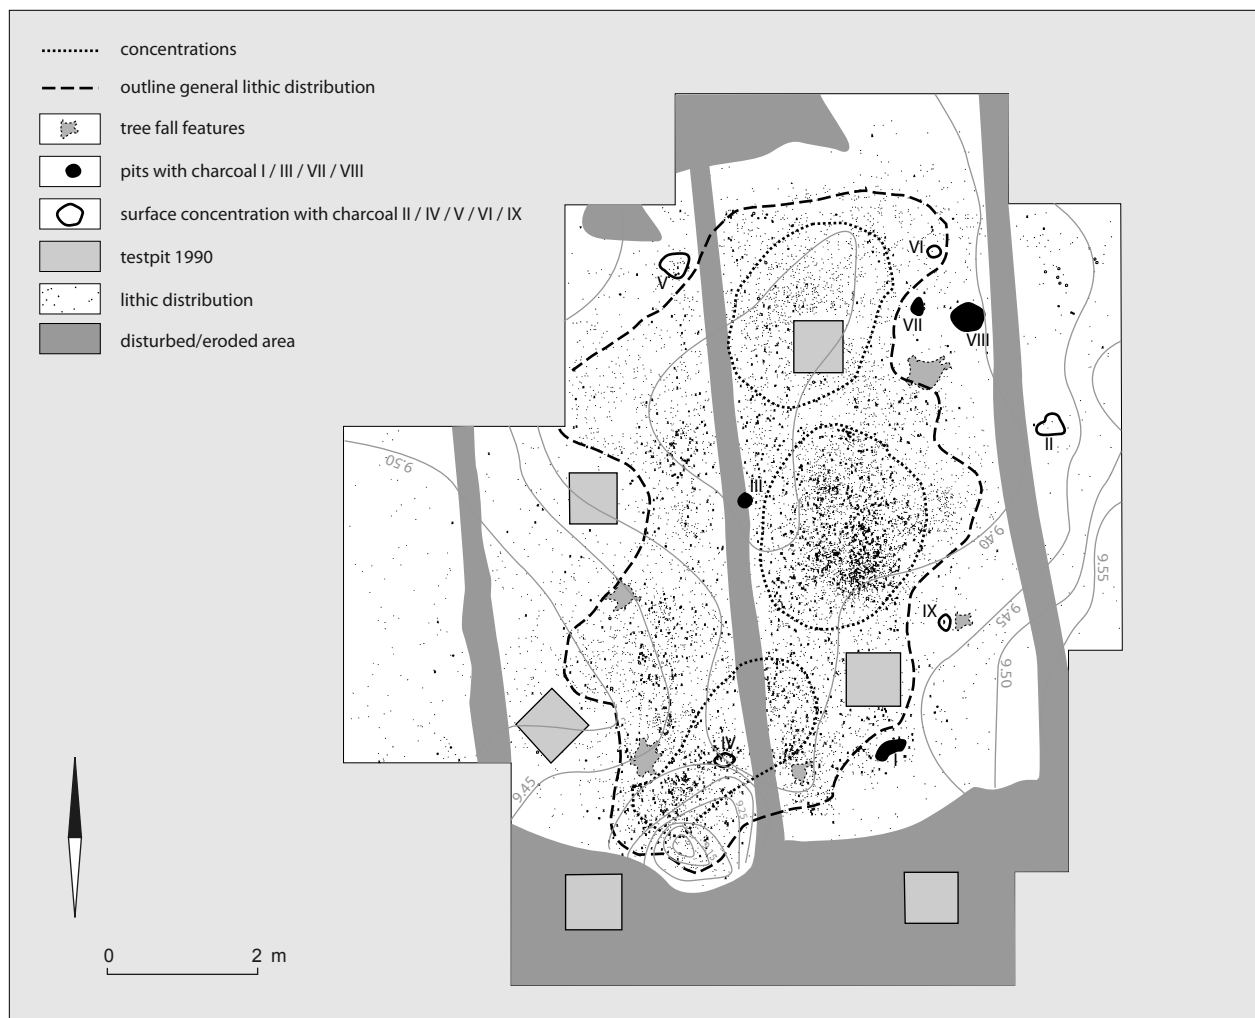 concentrations
outline general lithic distribution
tree fall features
pits with charcoal I / III / VII / VIII
surface concentration with charcoal II / IV / V / VI / IX
testpit 1990
lithic distribution
disturbed/eroded area
VI
V
VII
VIII
II
9.50
III
9.40
9.55
IX
9.45
9.50
IV
I
9.45
9.25
0 2 m